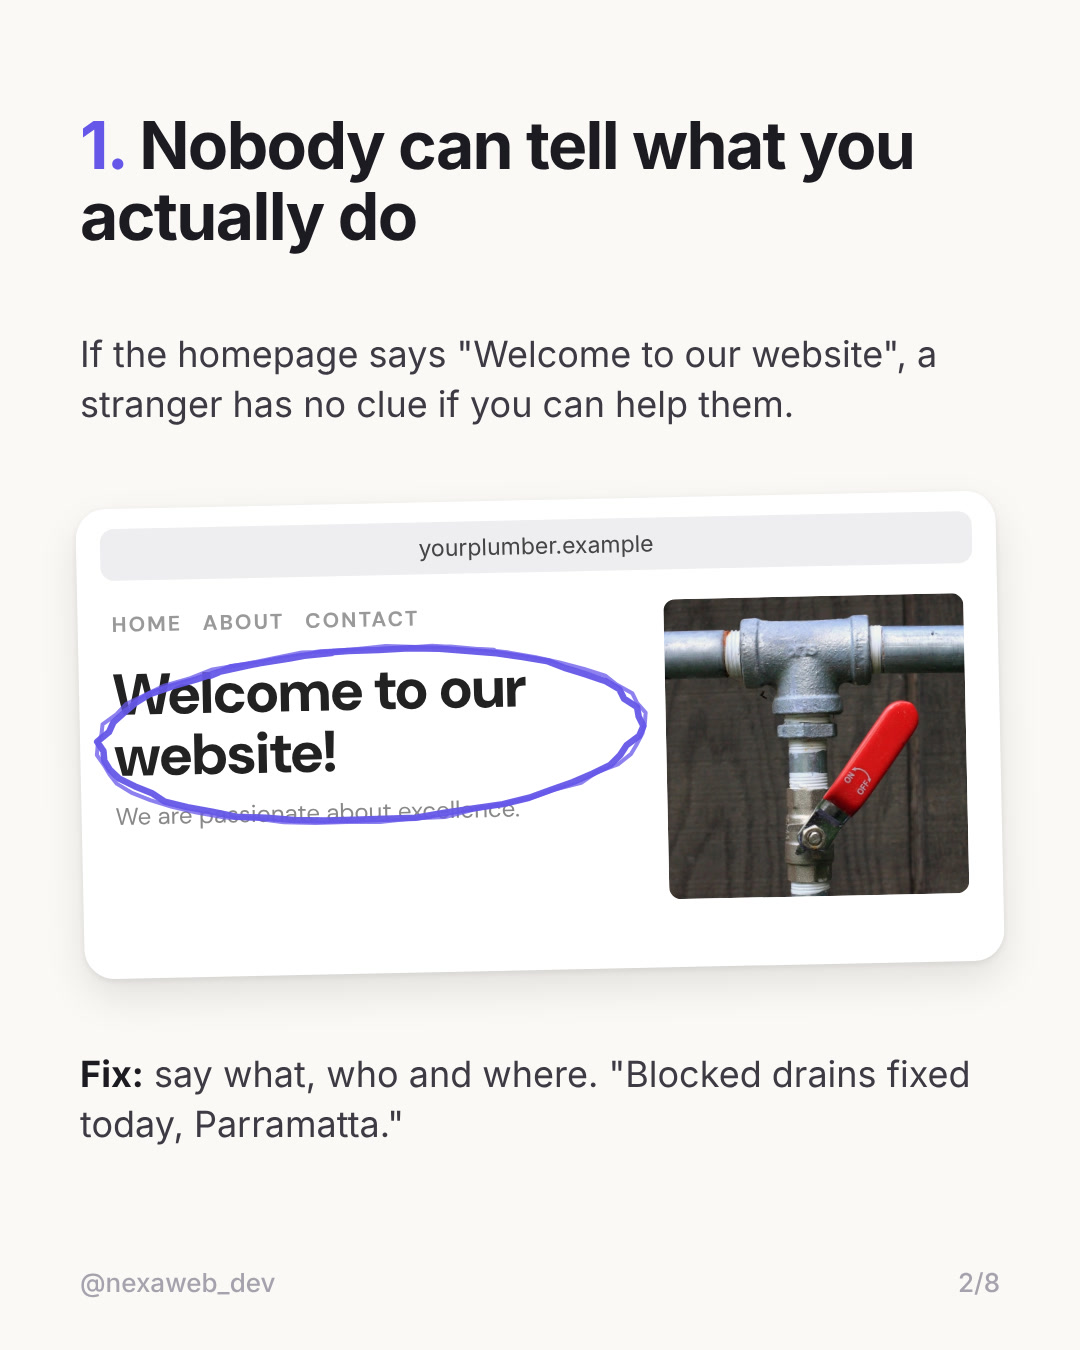 1. Nobody can tell what you
actually do
If the homepage says "Welcome to our website", a
stranger has no clue if you can help them.
yourplumber.example
HOME ABOUT CONTACT
Welcome to our
website!
We are passionate about excellence.
ON
OFF
Fix: say what, who and where. "Blocked drains fixed
today, Parramatta."
@nexaweb_dev
2/8